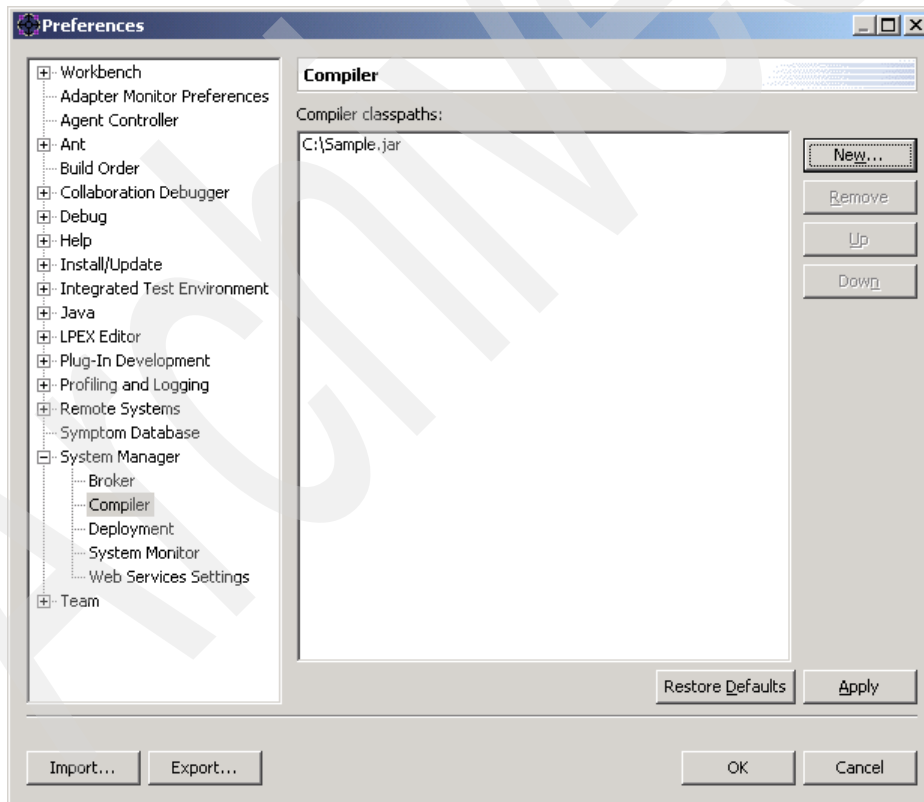 Preferences
Workbench
Adapter Monitor Preferences
Agent Controller
Ant
Build Order
Collaboration Debugger
Debug
Help
Install/Update
Integrated Test Environment
Java
LPEX Editor
Plug-In Development
Profiling and Logging
Remote Systems
Symptom Database
System Manager
Broker
Compiler
Deployment
System Monitor
Web Services Settings
Team
Compiler
Compiler classpaths:
C:\Sample.jar
New...
Remove
Up
Down
Restore Defaults
Apply
Import...
Export...
OK
Cancel